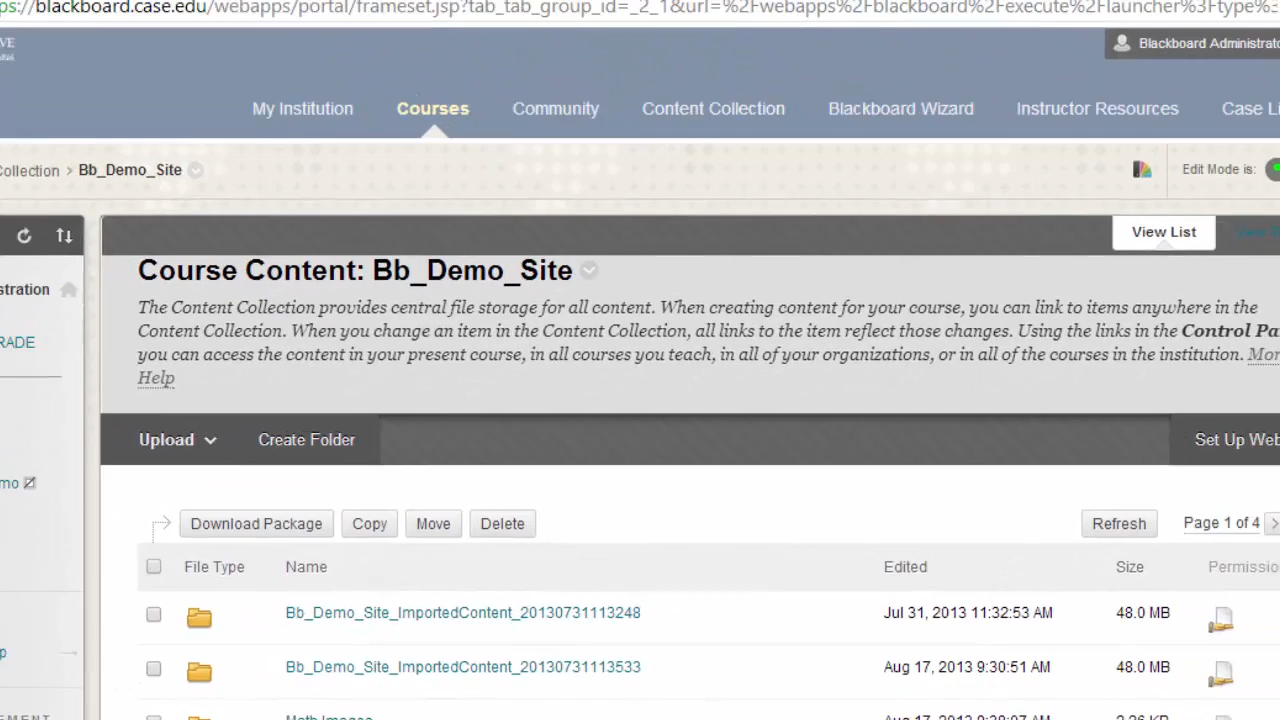 ps://blackboard.case.edu/webapps/portal/frameset.jsp?tab_tab_group_id=_2_1&url=%2Fwebapps%2Fblackboard%2Fexecute%2Flauncher%3Ftype%3
Blackboard Administrato
My Institution Courses Community Content Collection Blackboard Wizard Instructor Resources Case Li
Collection > Bb_Demo_Site Edit Mode is:
View List
Course Content: Bb_Demo_Site
stration
The Content Collection provides central file storage for all content. When creating content for your course, you can link to items anywhere in the
RADE Content Collection. When you change an item in the Content Collection, all links to the item reflect those changes. Using the links in the Control Pa
you can access the content in your present course, in all courses you teach, in all of your organizations, or in all of the courses in the institution. Mor
Help
Upload Create Folder Set Up Web
mo
Download Package Copy Move Delete Refresh Page 1 of 4
File Type Name Edited Size Permissio
Bb_Demo_Site_ImportedContent_20130731113248 Jul 31, 2013 11:32:53 AM 48.0 MB
p Bb_Demo_Site_ImportedContent_20130731113533 Aug 17, 2013 9:30:51 AM 48.0 MB
EMENT Math Images